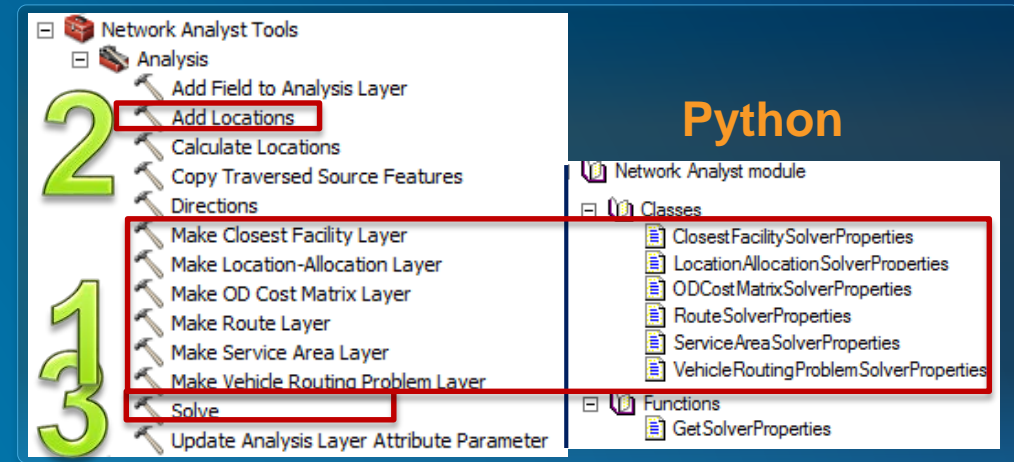 Network Analyst Tools
Analysis
Add Field to Analysis Layer
2
Add Locations
Calculate Locations
Copy Traversed Source Features
Directions
Make Closest Facility Layer
Make Location-Allocation Layer
Make OD Cost Matrix Layer
1
Make Route Layer
Make Service Area Layer
Make Vehicle Routing Problem Layer
3
Solve
Update Analysis Layer Attribute Parameter
Python
Network Analyst module
Classes
ClosestFacilitySolverProperties
LocationAllocationSolverProperties
ODCostMatrixSolverProperties
RouteSolverProperties
ServiceAreaSolverProperties
VehicleRoutingProblemSolverProperties
Functions
GetSolverProperties